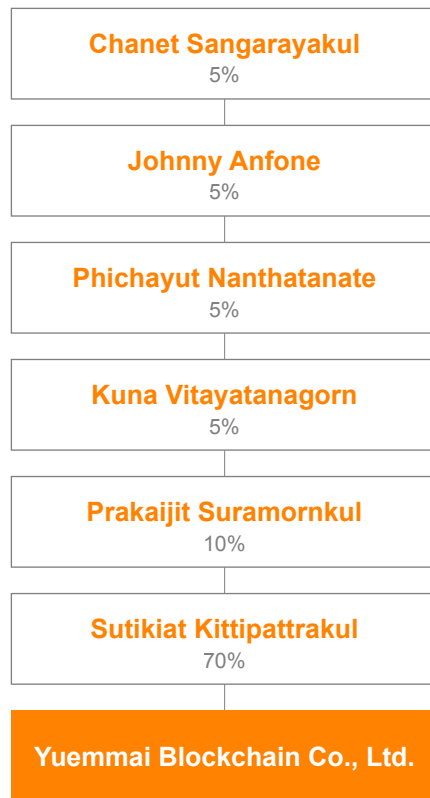 Chanet Sangarayakul
5%
Johnny Anfone
5%
Phichayut Nanthatanate
5%
Kuna Vitayatanagorn
5%
Prakaijit Suramornkul
10%
Sutikiat Kittipattrakul
70%
Yuemmai Blockchain Co., Ltd.